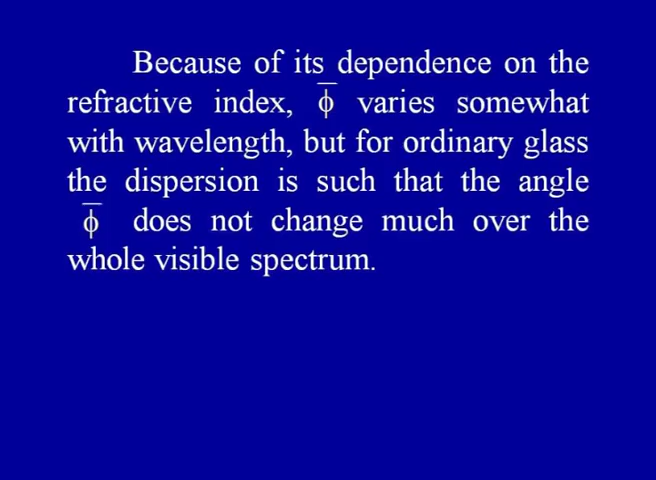 Because of its dependence on the
refractive index, ϕ̅ varies somewhat
with wavelength, but for ordinary glass
the dispersion is such that the angle
ϕ̅ does not change much over the
whole visible spectrum.